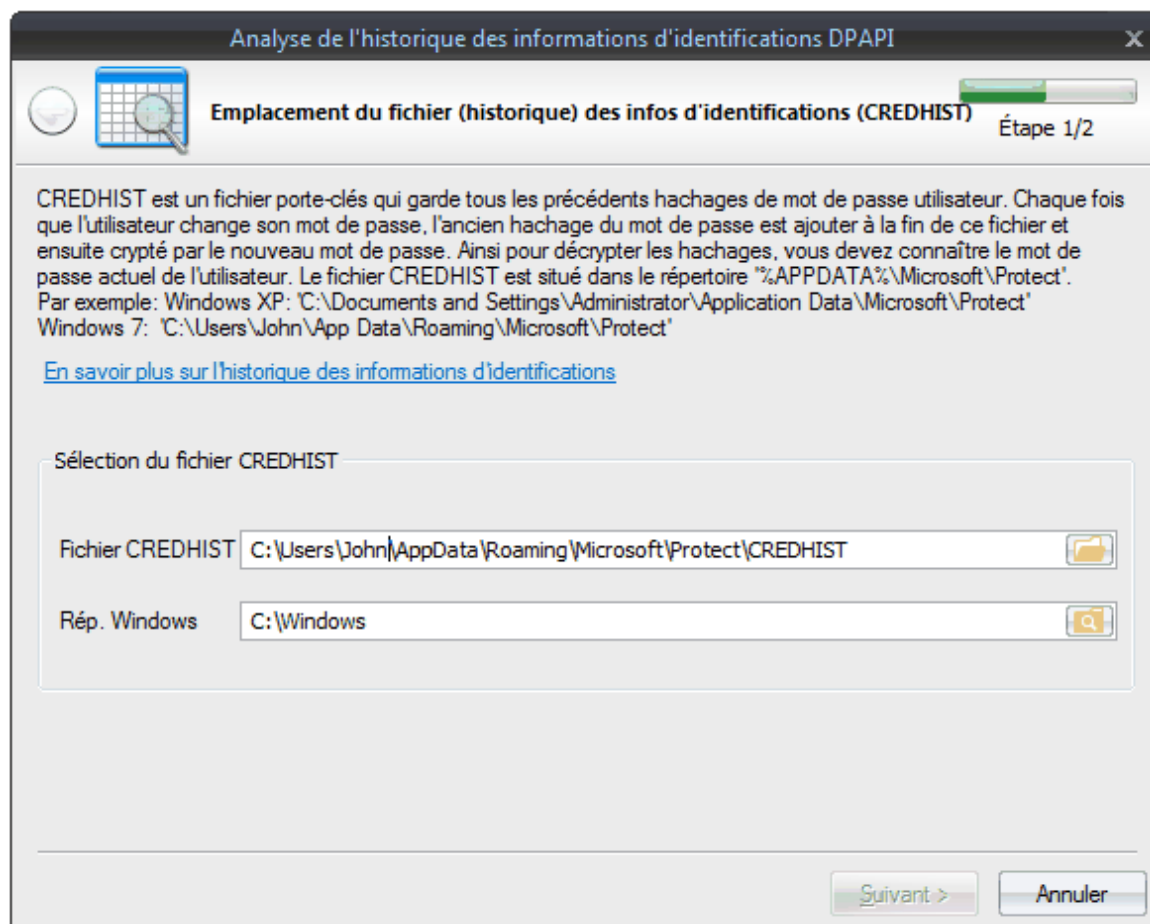 Analyse de l'historique des informations d'identifications DPAPI
Emplacement du fichier (historique) des infos d'identifications (CREDHIST)
Étape 1/2
CREDHIST est un fichier porte-clés qui garde tous les précédents hachages de mot de passe utilisateur. Chaque fois
que l'utilisateur change son mot de passe, l'ancien hachage du mot de passe est ajouter à la fin de ce fichier et
ensuite crypté par le nouveau mot de passe. Ainsi pour décrypter les hachages, vous devez connaître le mot de
passe actuel de l'utilisateur. Le fichier CREDHIST est situé dans le répertoire "%APPDATA%\Microsoft\Protect".
Par exemple: Windows XP: 'C:\Documents and Settings\Administrator\Application Data\Microsoft\Protect'
Windows 7: 'C:\Users\John\App Data\Roaming\Microsoft\Protect'
En savoir plus sur l'historique des informations d'identifications
Sélection du fichier CREDHIST
Fichier CREDHIST C:\Users\John\AppData\Roaming\Microsoft\Protect\CREDHIST
Rép. Windows C:\Windows
Suivant > Annuler